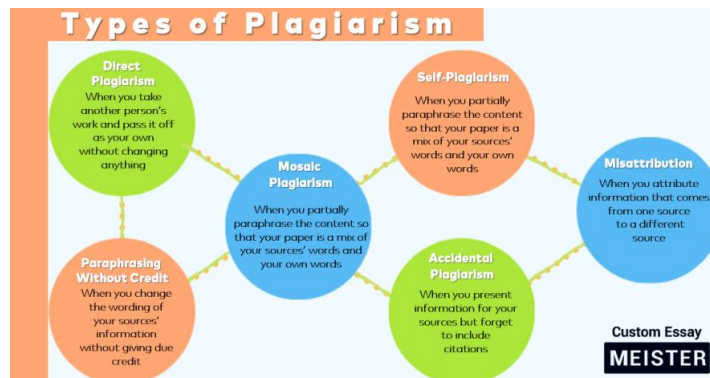 Types of Plagiarism
Direct
Plagiarism
When you take
another person's
work and pass it off
as your own
without changing
anything
Paraphrasing
Without Credit
When you change
the wording of
your sources'
information
without giving due
credit
Mosaic
Plagiarism
When you partially
paraphrase the content so
that your paper is a mix of
your sources' words and
your own words
Self-Plagiarism
When you partially
paraphrase the content
so that your paper is a
mix of your sources'
words and your own
words
Accidental
Plagiarism
When you present
information for your
sources but forget
to include
citations
Misattribution
When you attribute
information that comes
from one source
to a different
source
Custom Essay
MEISTER